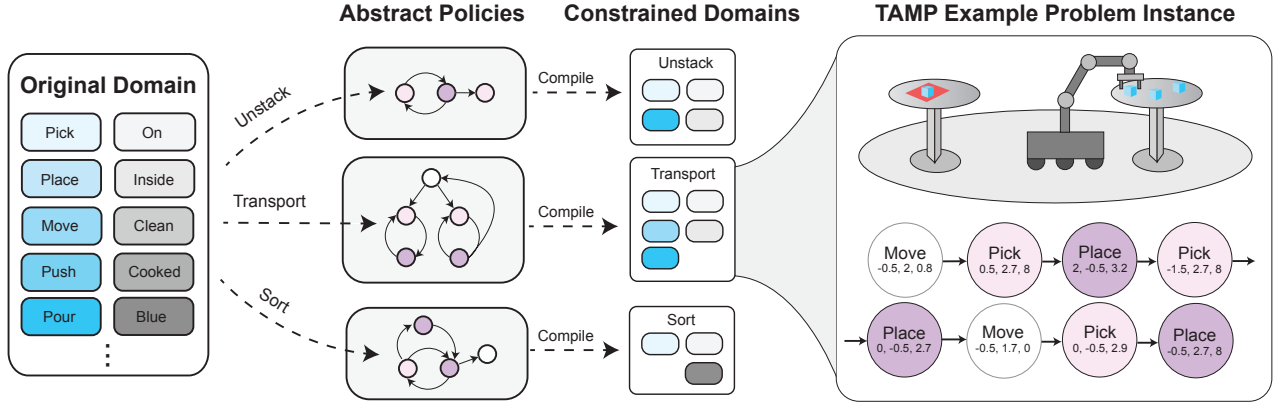 Abstract Policies
Constrained Domains
TAMP Example Problem Instance
Original Domain
Pick
On
Place
Inside
Move
Clean
Push
Cooked
Pour
Blue
Unstack
Transport
Sort
Compile
Compile
Compile
Unstack
Transport
Sort
Move
-0.5, 2, 0.8
Pick
0.5, 2.7, 8
Place
2, -0.5, 3.2
Pick
-1.5, 2.7, 8
Place
0, -0.5, 2.7
Move
-0.5, 1.7, 0
Pick
0, -0.5, 2.9
Place
-0.5, 2.7, 8